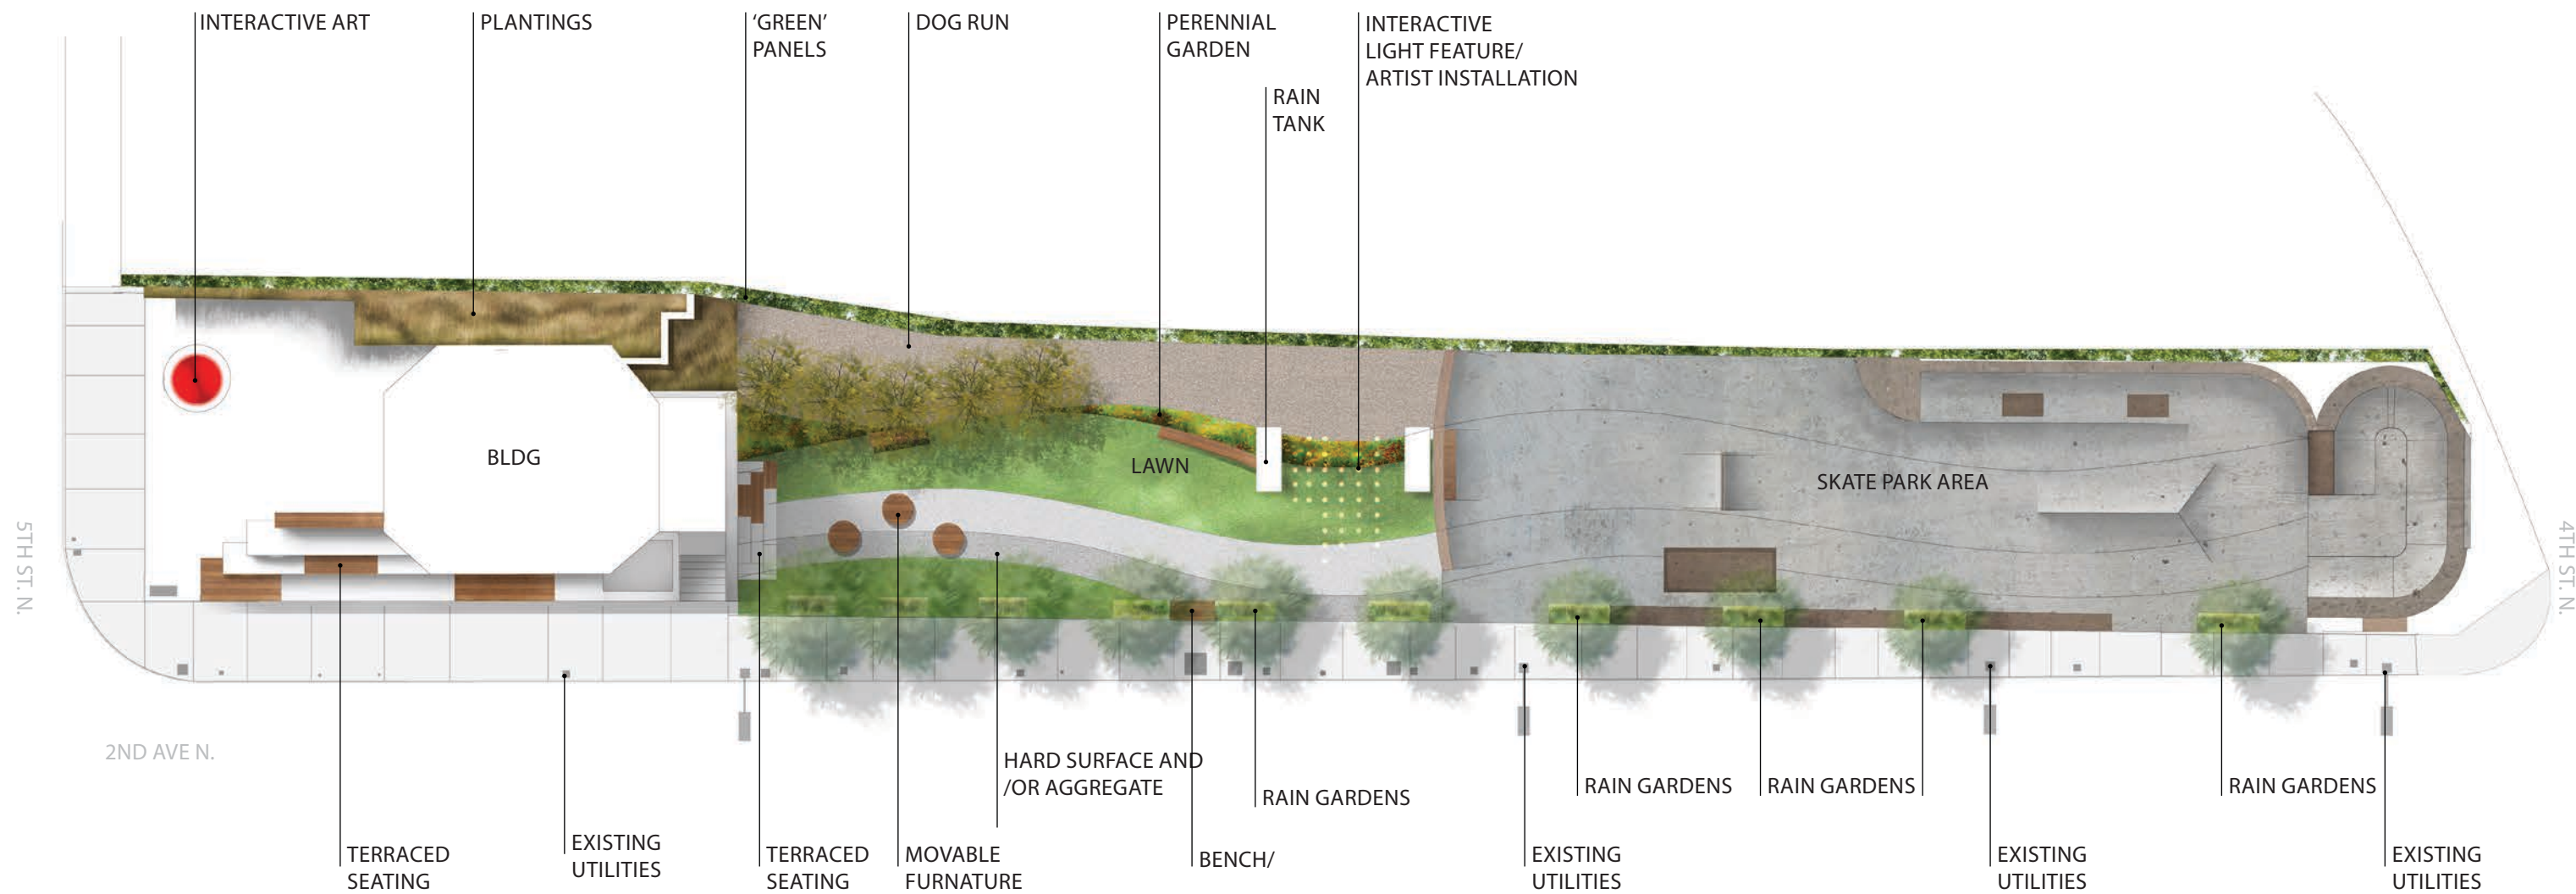 INTERACTIVE ART
PLANTINGS
‘GREEN’
PANELS
DOG RUN
PERENNIAL
GARDEN
INTERACTIVE
LIGHT FEATURE/
ARTIST INSTALLATION
RAIN
TANK
BLDG
LAWN
SKATE PARK AREA
5TH ST. N.
4TH ST. N.
2ND AVE N.
HARD SURFACE AND
/OR AGGREGATE
RAIN GARDENS
RAIN GARDENS
RAIN GARDENS
RAIN GARDENS
TERRACED
SEATING
EXISTING
UTILITIES
TERRACED
SEATING
MOVABLE
FURNATURE
BENCH/
EXISTING
UTILITIES
EXISTING
UTILITIES
EXISTING
UTILITIES